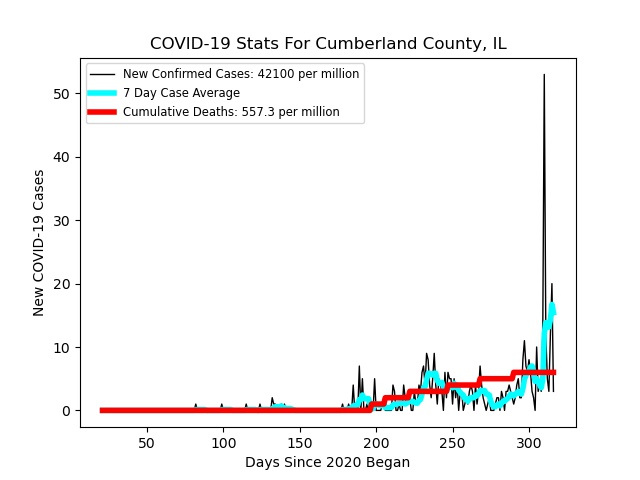 COVID-19 Stats For Cumberland County, IL
New Confirmed Cases: 42100 per million
7 Day Case Average
Cumulative Deaths: 557.3 per million
New COVID-19 Cases
50
40
30
20
10
0
50 100 150 200 250 300
Days Since 2020 Began